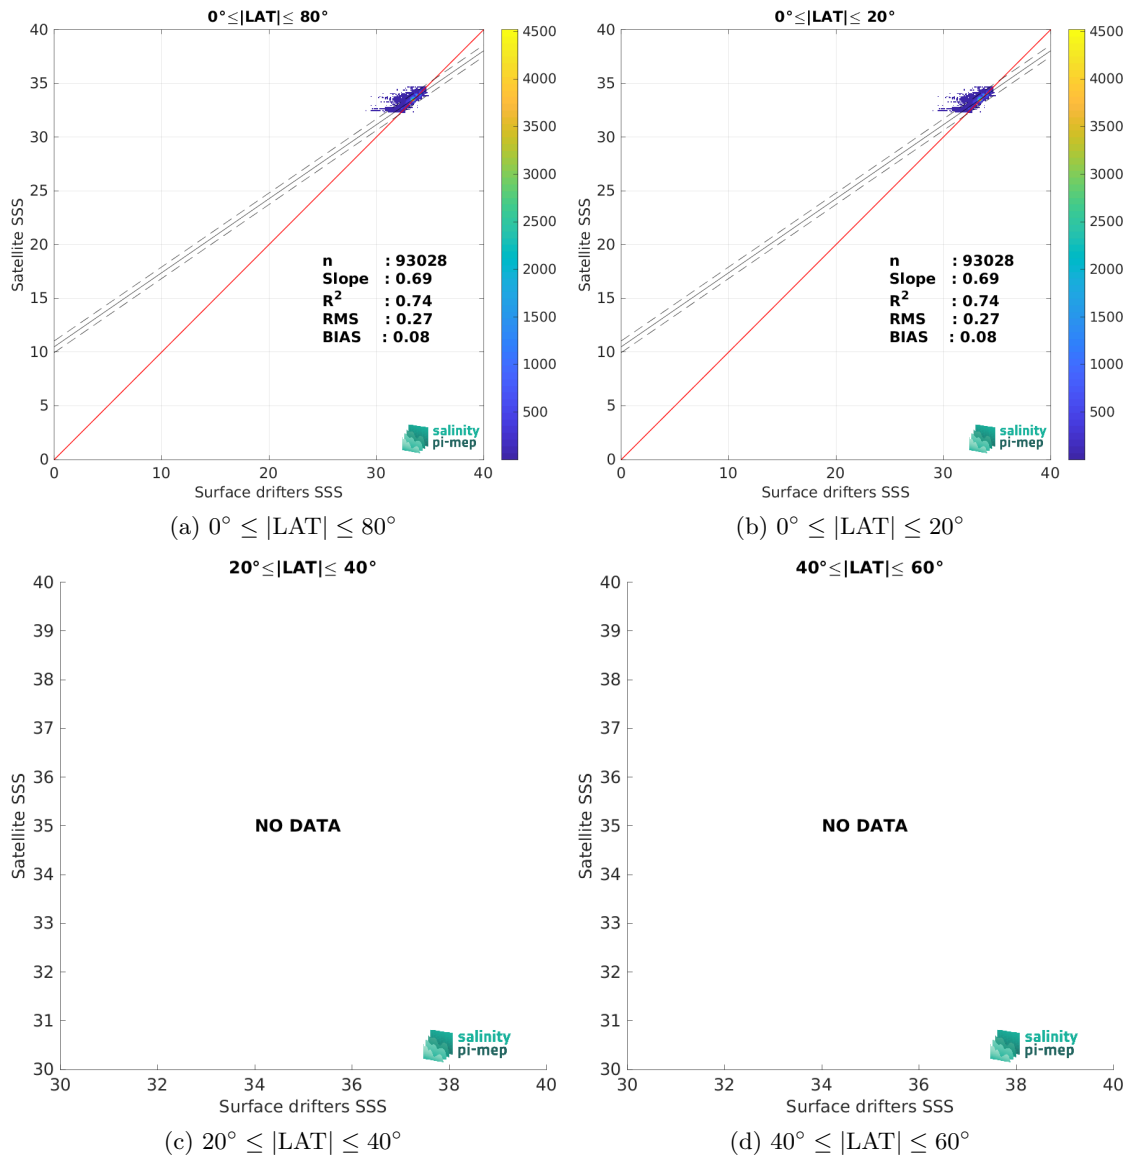 0°≤|LAT|≤ 80°
40
35
30
25
20
15
10
5
0
0
10
20
30
40
Satellite SSS
Surface drifters SSS
n : 93028
Slope : 0.69
R² : 0.74
RMS : 0.27
BIAS : 0.08
salinity
pi-mep
4500
4000
3500
3000
2500
2000
1500
1000
500
(a) 0° ≤ |LAT| ≤ 80°
0°≤|LAT|≤ 20°
40
35
30
25
20
15
10
5
0
0
10
20
30
40
Satellite SSS
Surface drifters SSS
n : 93028
Slope : 0.69
R² : 0.74
RMS : 0.27
BIAS : 0.08
salinity
pi-mep
4500
4000
3500
3000
2500
2000
1500
1000
500
(b) 0° ≤ |LAT| ≤ 20°
20°≤|LAT|≤ 40°
40
39
38
37
36
35
34
33
32
31
30
30
32
34
36
38
40
Satellite SSS
Surface drifters SSS
NO DATA
salinity
pi-mep
(c) 20° ≤ |LAT| ≤ 40°
40°≤|LAT|≤ 60°
40
39
38
37
36
35
34
33
32
31
30
30
32
34
36
38
40
Satellite SSS
Surface drifters SSS
NO DATA
salinity
pi-mep
(d) 40° ≤ |LAT| ≤ 60°